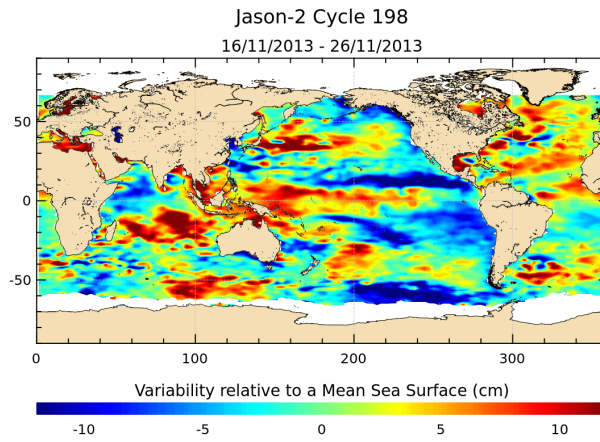 Jason-2 Cycle 198
16/11/2013 - 26/11/2013
50
0
-50
0 100 200 300
Variability relative to a Mean Sea Surface (cm)
-10 -5 0 5 10